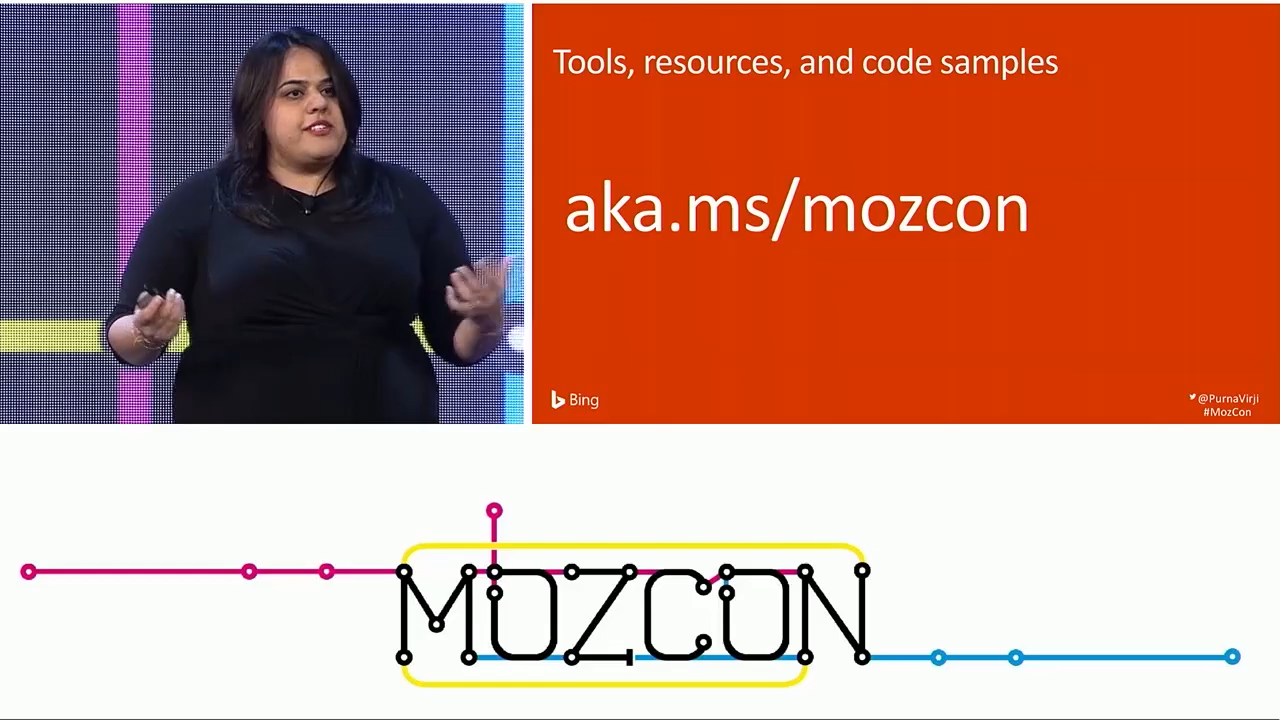 Tools, resources, and code samples
aka.ms/mozcon
Bing
@PurnaVirji
#MozCon
MOZCON